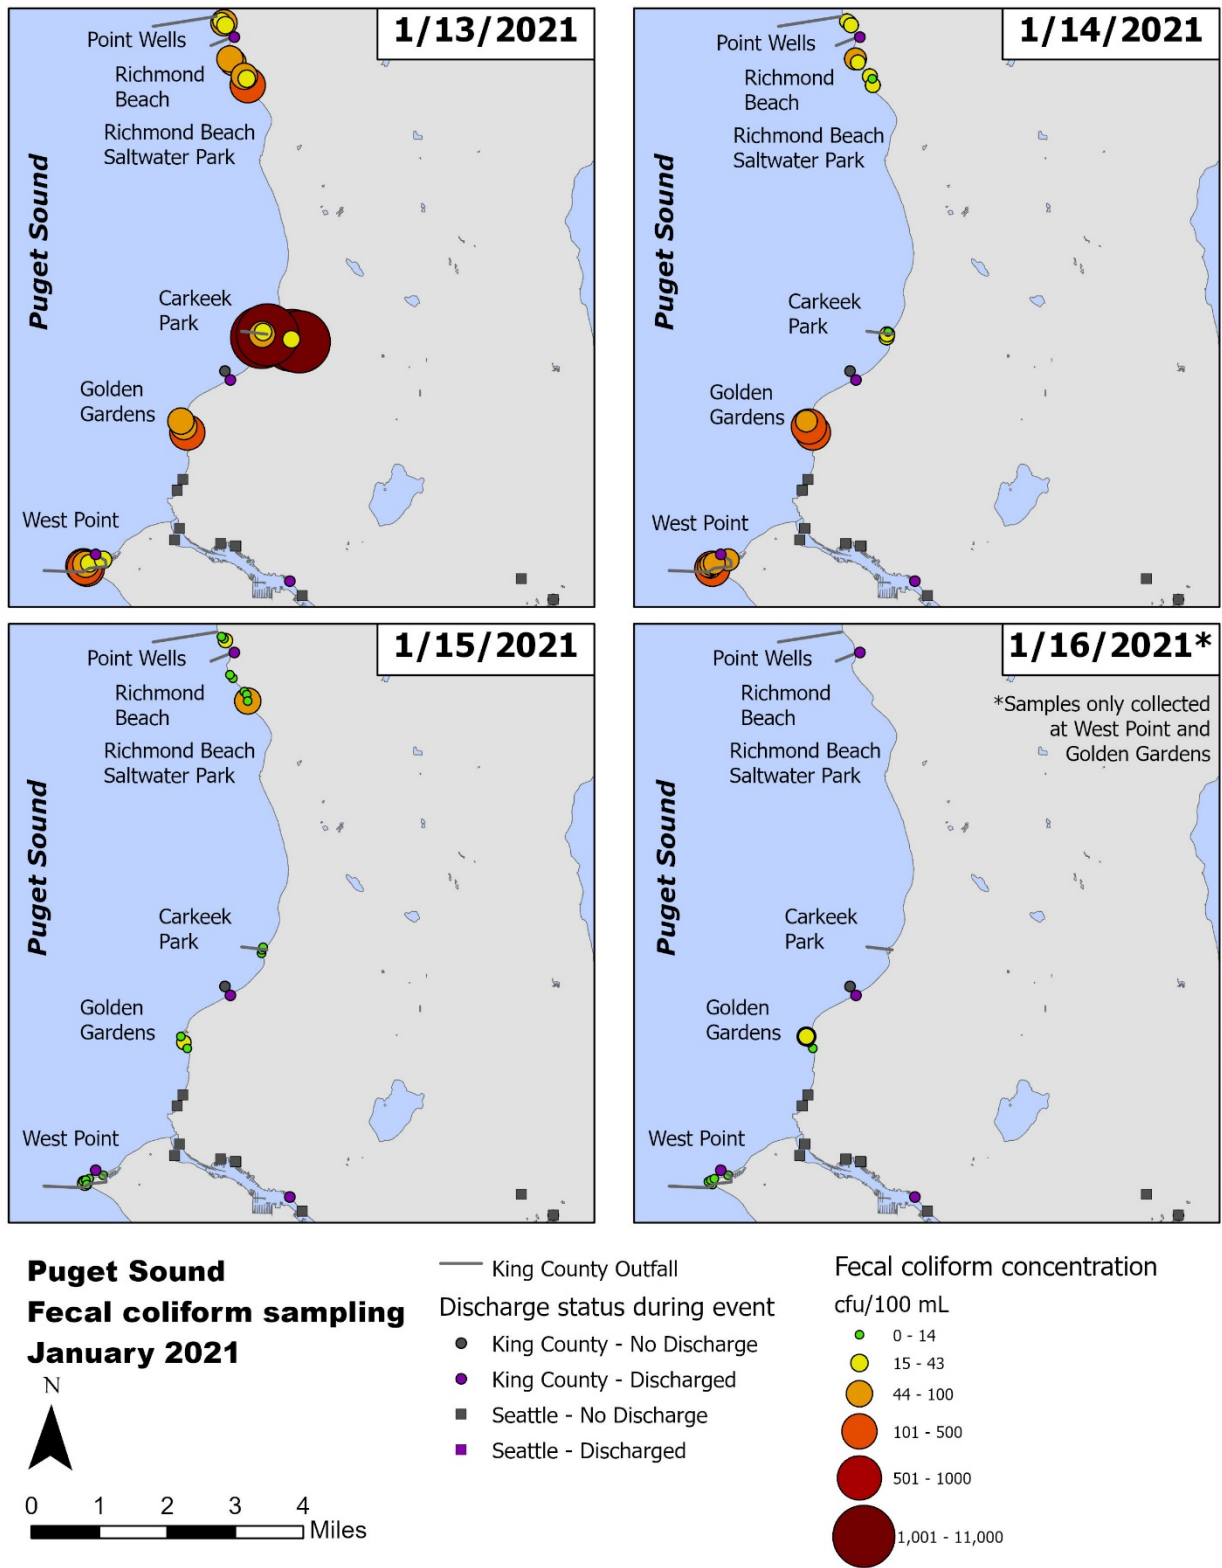 1/13/2021
Point Wells
Richmond
Beach
Richmond Beach
Saltwater Park
Puget Sound
Carkeek
Park
Golden
Gardens
West Point
1/14/2021
Point Wells
Richmond
Beach
Richmond Beach
Saltwater Park
Puget Sound
Carkeek
Park
Golden
Gardens
West Point
1/15/2021
Point Wells
Richmond
Beach
Richmond Beach
Saltwater Park
Puget Sound
Carkeek
Park
Golden
Gardens
West Point
1/16/2021*
*Samples only collected
at West Point and
Golden Gardens
Point Wells
Richmond
Beach
Richmond Beach
Saltwater Park
Puget Sound
Carkeek
Park
Golden
Gardens
West Point
Puget Sound
Fecal coliform sampling
January 2021
N
0 1 2 3 4
Miles
King County Outfall
Discharge status during event
King County - No Discharge
King County - Discharged
Seattle - No Discharge
Seattle - Discharged
Fecal coliform concentration
cfu/100 mL
0 - 14
15 - 43
44 - 100
101 - 500
501 - 1000
1,001 - 11,000